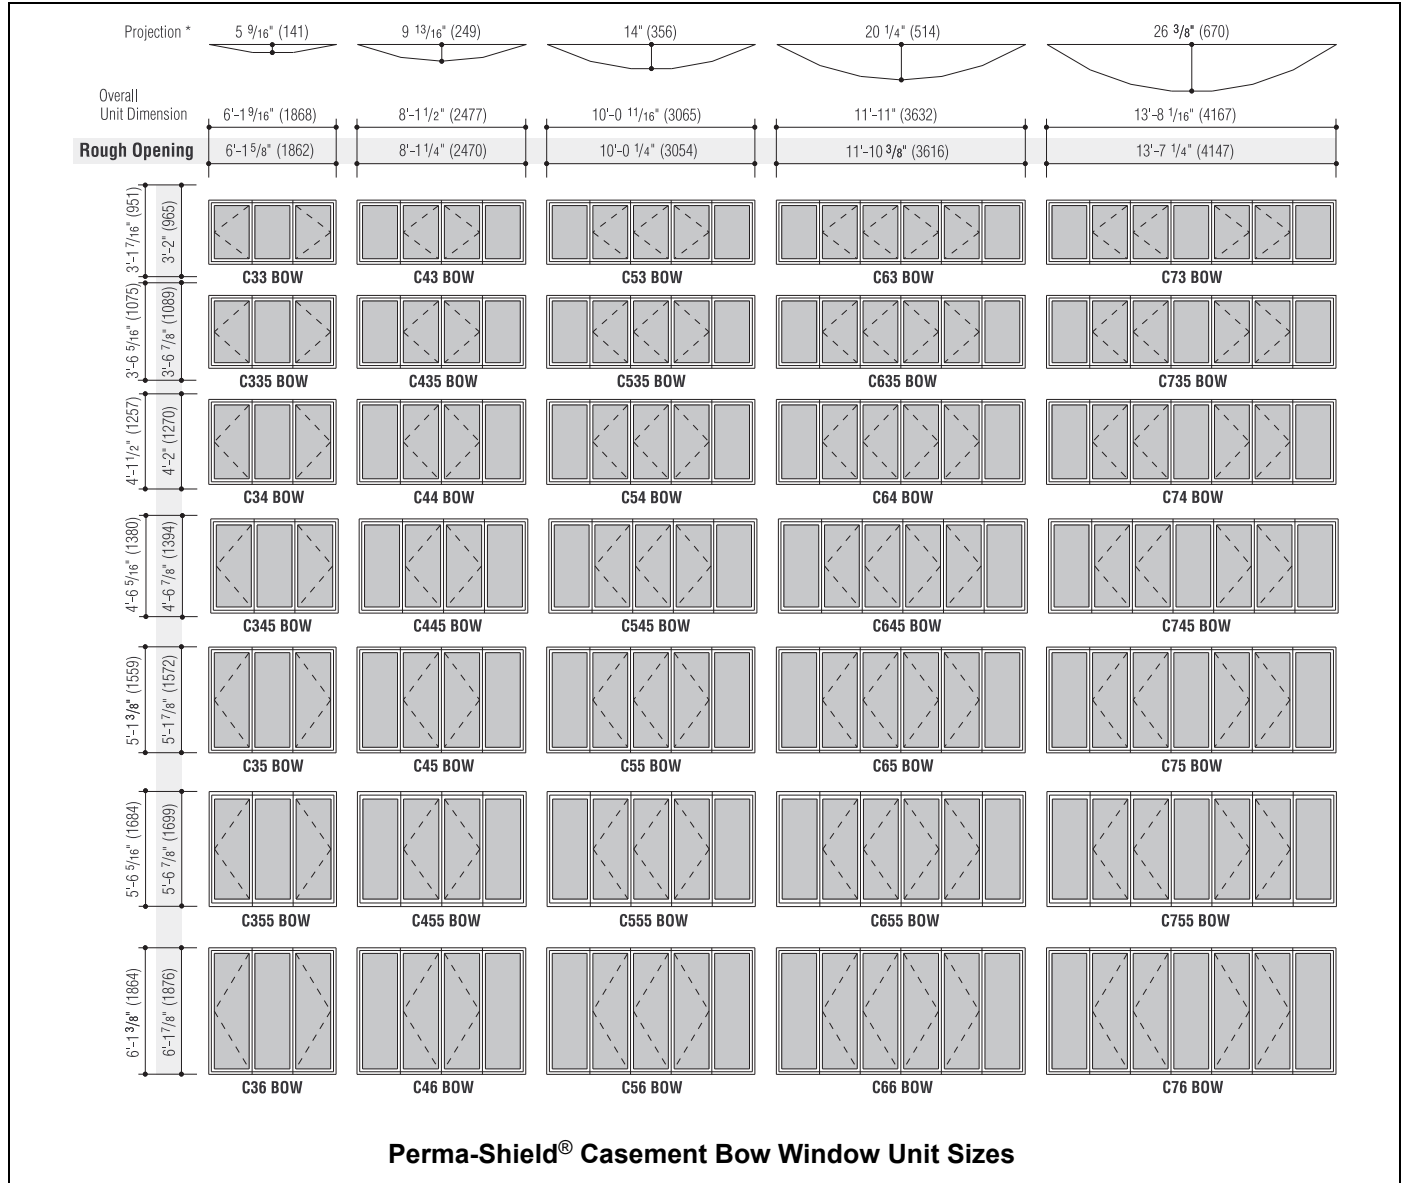 Projection * 5 9/16" (141) 9 13/16" (249) 14" (356) 20 1/4" (514) 26 3/8" (670)
Overall
Unit Dimension 6'-1 9/16" (1868) 8'-1 1/2" (2477) 10'-0 11/16" (3065) 11'-11" (3632) 13'-8 1/16" (4167)
Rough Opening 6'-1 5/8" (1862) 8'-1 1/4" (2470) 10'-0 1/4" (3054) 11'-10 3/8" (3616) 13'-7 1/4" (4147)
3'-1 7/16" (951)
3'-2" (965)
C33 BOW C43 BOW C53 BOW C63 BOW C73 BOW
3'-6 5/16" (1075)
3'-6 7/8" (1089)
C335 BOW C435 BOW C535 BOW C635 BOW C735 BOW
4'-1 1/2" (1257)
4'-2" (1270)
C34 BOW C44 BOW C54 BOW C64 BOW C74 BOW
4'-6 5/16" (1380)
4'-6 7/8" (1394)
C345 BOW C445 BOW C545 BOW C645 BOW C745 BOW
5'-1 3/8" (1559)
5'-1 7/8" (1572)
C35 BOW C45 BOW C55 BOW C65 BOW C75 BOW
5'-6 5/16" (1684)
5'-6 7/8" (1699)
C355 BOW C455 BOW C555 BOW C655 BOW C755 BOW
6'-1 3/8" (1864)
6'-1 7/8" (1876)
C36 BOW C46 BOW C56 BOW C66 BOW C76 BOW
Perma-Shield® Casement Bow Window Unit Sizes